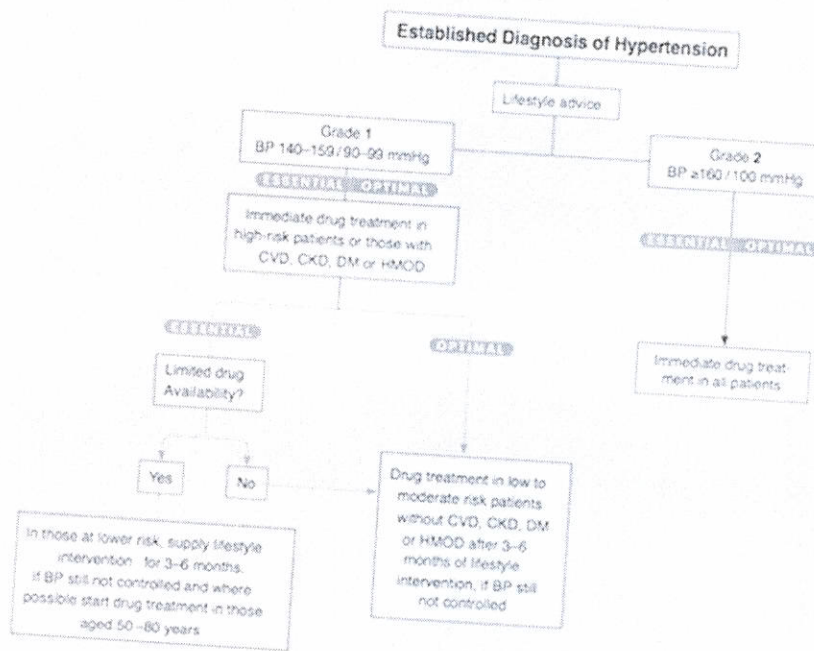 Established Diagnosis of Hypertension
Lifestyle advice
Grade 1
BP 140–159/90–99 mmHg
Grade 2
BP ≥160/100 mmHg
ESSENTIAL OPTIMAL
ESSENTIAL OPTIMAL
Immediate drug treatment in
high-risk patients or those with
CVD, CKD, DM or HMOD
Immediate drug treat-
ment in all patients
ESSENTIAL
OPTIMAL
Limited drug
Availability?
Yes
No
Drug treatment in low to
moderate risk patients
without CVD, CKD, DM
or HMOD after 3–6
months of lifestyle
intervention, if BP still
not controlled
In those at lower risk, supply lifestyle
intervention for 3–6 months.
if BP still not controlled and where
possible start drug treatment in those
aged 50–80 years